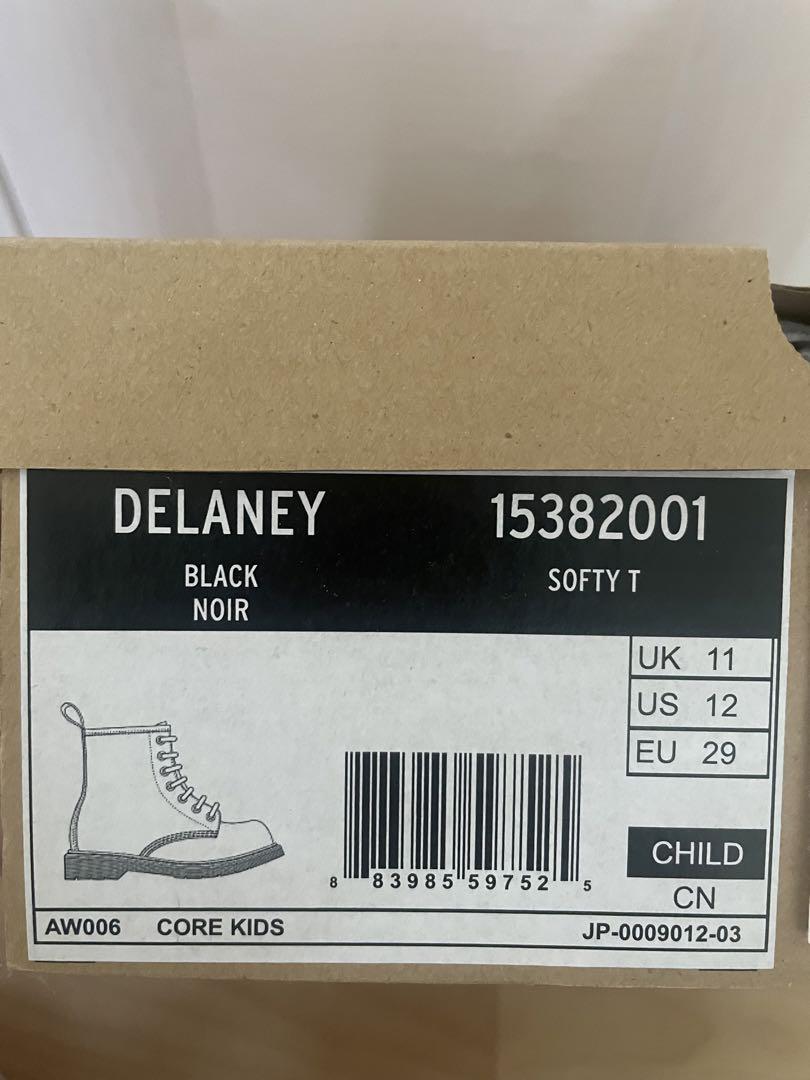 DELANEY 15382001
BLACK SOFTY T
NOIR
UK 11
US 12
EU 29
8 83985 59752 5
CHILD
CN
AW006 CORE KIDS JP-0009012-03